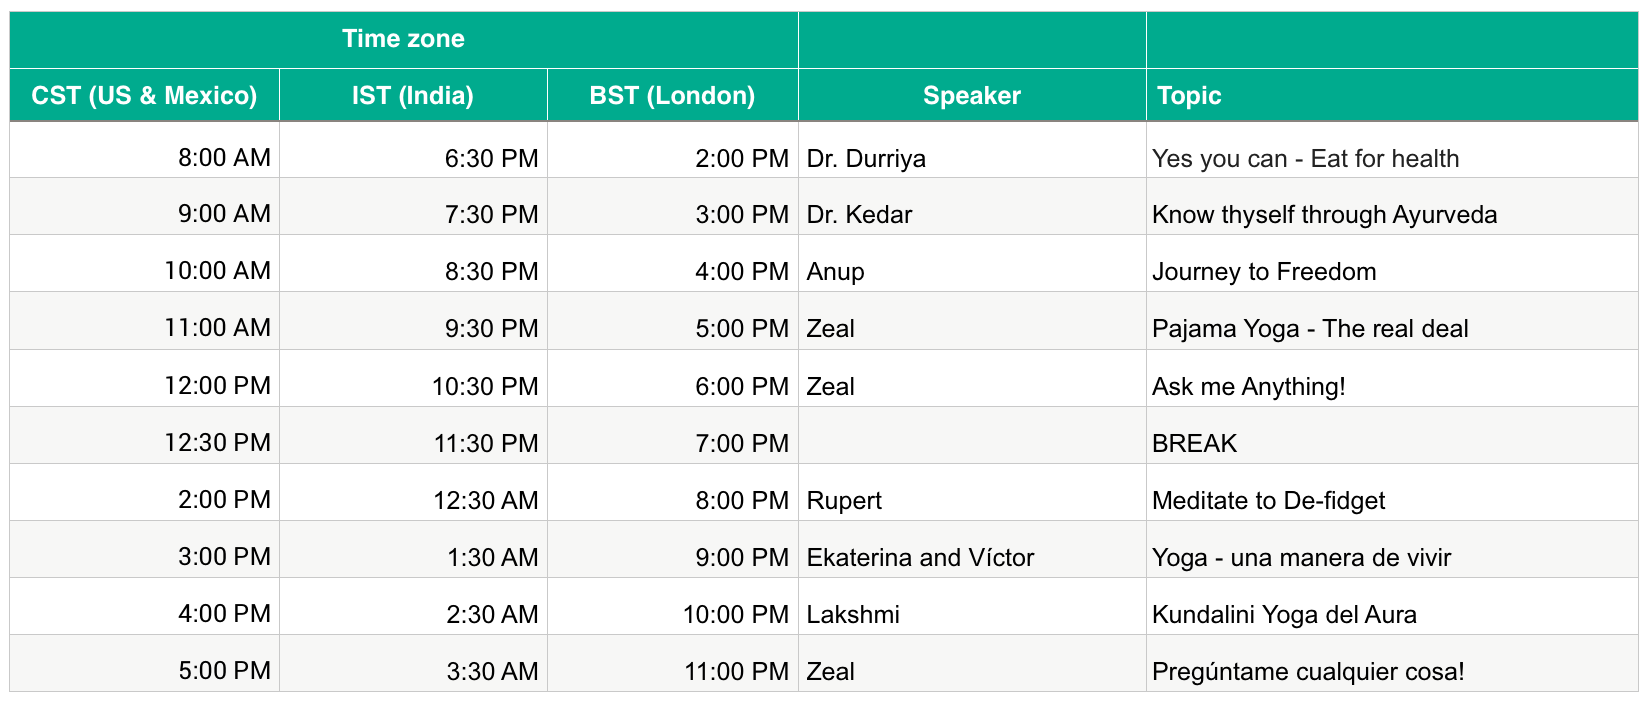 Time zone
CST (US & Mexico) IST (India) BST (London) Speaker Topic
8:00 AM 6:30 PM 2:00 PM Dr. Durriya Yes you can - Eat for health
9:00 AM 7:30 PM 3:00 PM Dr. Kedar Know thyself through Ayurveda
10:00 AM 8:30 PM 4:00 PM Anup Journey to Freedom
11:00 AM 9:30 PM 5:00 PM Zeal Pajama Yoga - The real deal
12:00 PM 10:30 PM 6:00 PM Zeal Ask me Anything!
12:30 PM 11:30 PM 7:00 PM BREAK
2:00 PM 12:30 AM 8:00 PM Rupert Meditate to De-fidget
3:00 PM 1:30 AM 9:00 PM Ekaterina and Víctor Yoga - una manera de vivir
4:00 PM 2:30 AM 10:00 PM Lakshmi Kundalini Yoga del Aura
5:00 PM 3:30 AM 11:00 PM Zeal Pregúntame cualquier cosa!